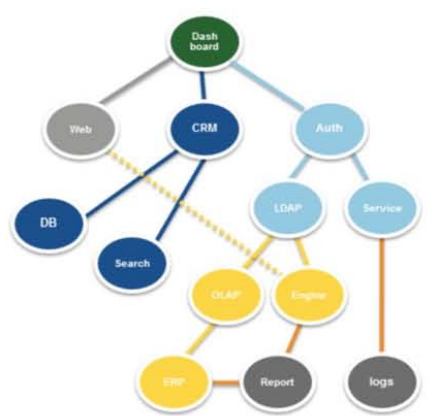 Dash
board
Web
CRM
Auth
DB
Search
LDAP
Service
OLAP
Engine
ERP
Report
logs